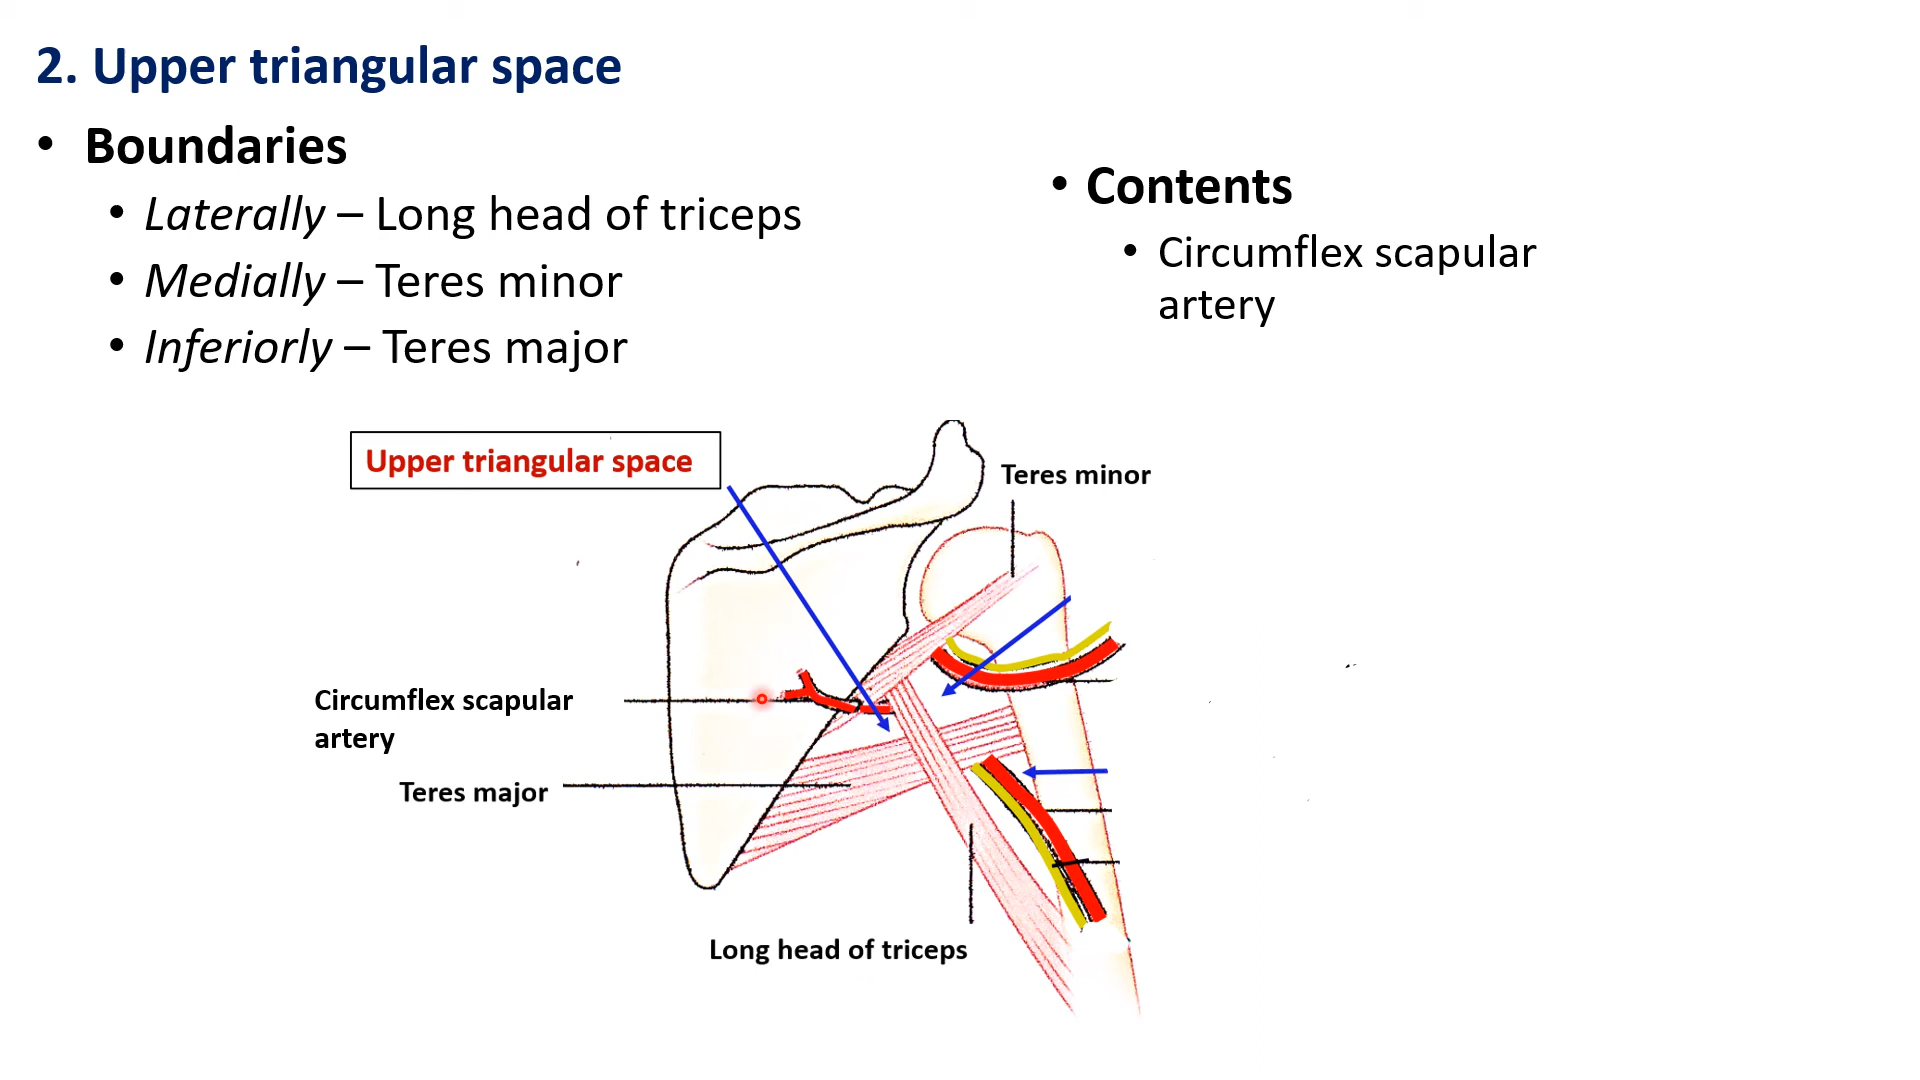 2. Upper triangular space
• Boundaries
• Laterally – Long head of triceps
• Medially – Teres minor
• Inferiorly – Teres major
• Contents
• Circumflex scapular
artery
Upper triangular space
Teres minor
Circumflex scapular
artery
Teres major
Long head of triceps